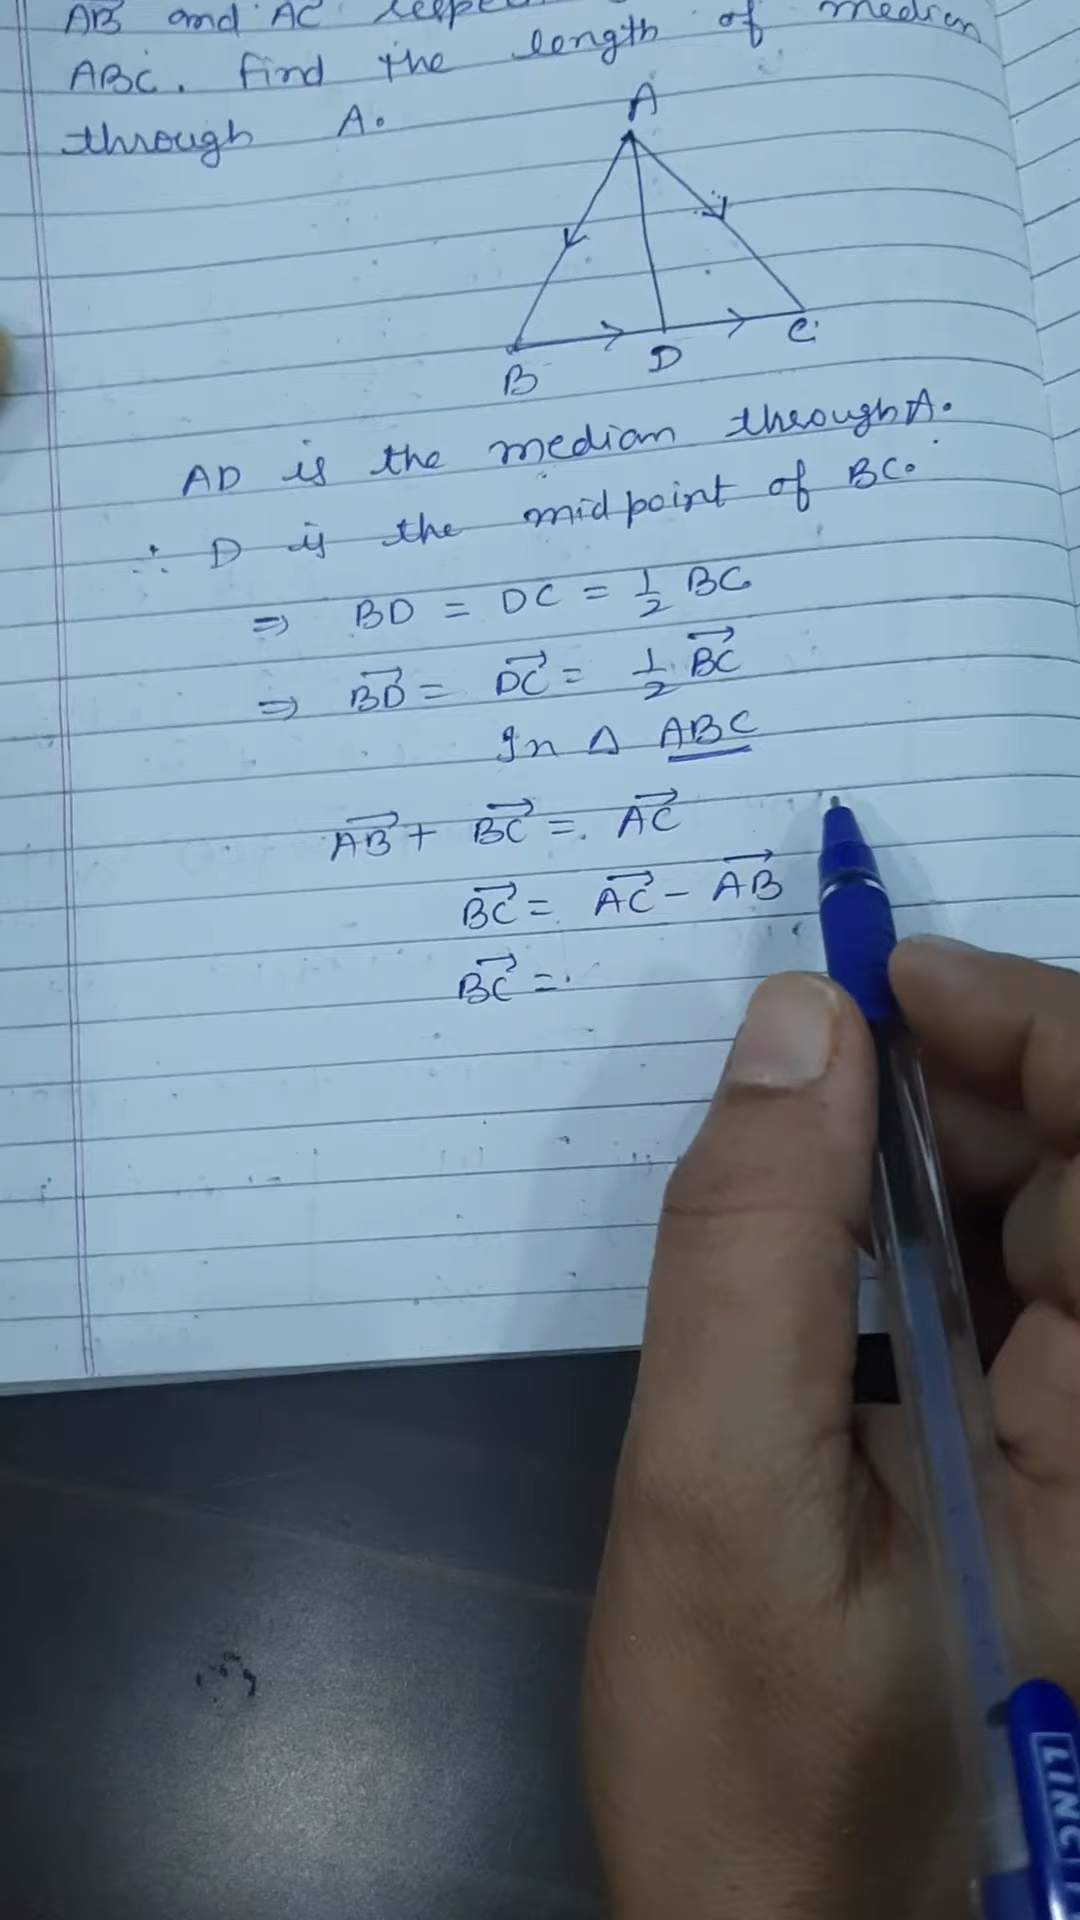 AB and AC
ABC. Find the length of median
through A.
A
B D C
AD is the median through A.
∴ D is the midpoint of BC.
⇒ BD = DC = 1/2 BC
⇒ BD⃗ = DC⃗ = 1/2 BC⃗
In Δ ABC
AB⃗ + BC⃗ = AC⃗
BC⃗ = AC⃗ - AB⃗
BC⃗ =